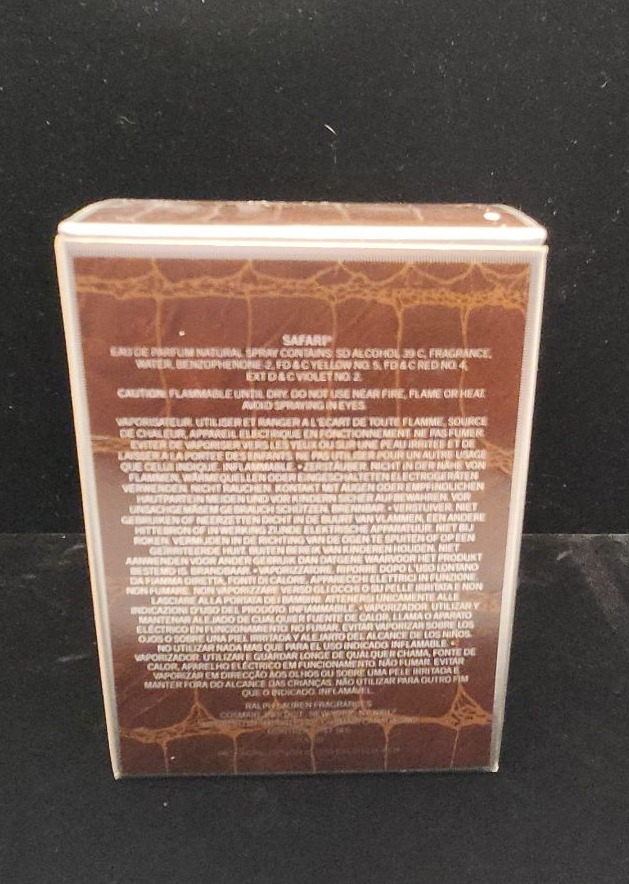 SAFARI®
EAU DE PARFUM NATURAL SPRAY CONTAINS: SD ALCOHOL 39 C, FRAGRANCE,
WATER, BENZOPHENONE-2, FD & C YELLOW NO. 5, FD & C RED NO. 4,
EXT D & C VIOLET NO. 2.
CAUTION: FLAMMABLE UNTIL DRY. DO NOT USE NEAR FIRE, FLAME OR HEAT.
AVOID SPRAYING IN EYES.
VAPORISATEUR. UTILISER ET RANGER A L'ECART DE TOUTE FLAMME, SOURCE
DE CHALEUR, APPAREIL ELECTRIQUE EN FONCTIONNEMENT. NE PAS FUMER.
EVITER DE VAPORISER VERS LES YEUX OU SUR UNE PEAU IRRITEE ET DE
LAISSER A LA PORTEE DES ENFANTS. NE PAS UTILISER POUR UN AUTRE USAGE
QUE CELUI INDIQUE. INFLAMMABLE. • ZERSTÄUBER. NICHT IN DER NÄHE VON
FLAMMEN, WÄRMEQUELLEN ODER EINGESCHALTETEN ELECTROGERÄTEN
VERWENDEN. NICHT RAUCHEN. KONTAKT MIT AUGEN ODER EMPFINDLICHEN
HAUTPARTIEN MEIDEN UND VOR KINDERN SICHER AUFBEWAHREN. VOR
UNSACHGEMÄSSEM GEBRAUCH SCHÜTZEN. BRENNBAR. • VERSTUIVER. NIET
GEBRUIKEN OF NEERZETTEN DICHT IN DE BUURT VAN VLAMMEN, EEN ANDERE
HITTEBRON OF IN WERKING ZIJNDE ELEKTRISCHE APPARATUUR. NIET BIJ
ROKEN. VERMIJDEN IN DE RICHTING VAN DE OGEN TE SPUITEN OF OP EEN
GEIRRITEERDE HUID. BUITEN BEREIK VAN KINDEREN HOUDEN. NIET
AANWENDEN VOOR ANDER GEBRUIK DAN DATGENE WAARVOOR HET PRODUKT
BESTEMD IS. BRANDBAAR. • VAPORIZZATORE. RIPORRE DOPO L'USO LONTANO
DA FIAMMA DIRETTA, FONTI DI CALORE, APPARECCHI ELETTRICI IN FUNZIONE.
NON FUMARE. NON VAPORIZZARE VERSO GLI OCCHI O SU PELLE IRRITATA E NON
LASCIARE ALLA PORTATA DEI BAMBINI. ATTENERSI UNICAMENTE ALLE
INDICAZIONI D'USO DEL PRODOTTO. INFIAMMABILE. • VAPORIZADOR. UTILIZAR Y
MANTENAR ALEJADO DE CUALQUIER FUENTE DE CALOR, LLAMA O APARATO
ELÉCTRICO EN FUNCIONAMIENTO. NO FUMAR. EVITAR VAPORIZAR SOBRE LOS
OJOS O SOBRE UNA PIEL IRRITADA Y ALEJARTO DEL ALCANCE DE LOS NIÑOS.
NO UTILIZAR NADA MAS QUE PARA EL USO INDICADO. INFLAMABLE. •
VAPORIZADOR. UTILIZAR E GUARDAR LONGE DE QUALQUER CHAMA, FONTE DE
CALOR, APARELHO ELÉCTRICO EM FUNCIONAMENTO. NÃO FUMAR. EVITAR
VAPORIZAR EM DIRECÇÃO AOS OLHOS OU SOBRE UMA PELE IRRITADA E
MANTER FORA DO ALCANCE DAS CRIANÇAS. NÃO UTILIZAR PARA OUTRO FIM
QUE O INDICADO. INFLAMÁVEL.
RALPH LAUREN FRAGRANCES
COSMAIR, INC., DIST., NEW YORK, N.Y.